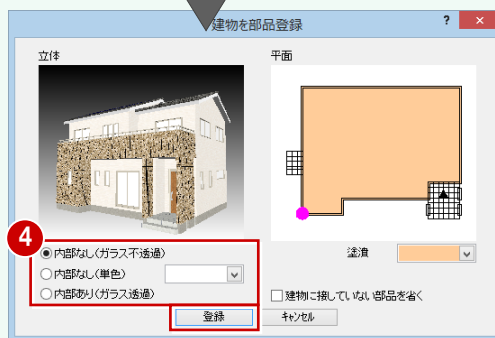 建物を部品登録
? ×
立体
平面
4
内部なし(ガラス不透過)
内部なし(単色)
内部あり(ガラス透過)
塗潰
建物に接していない部品を省く
登録
キャンセル